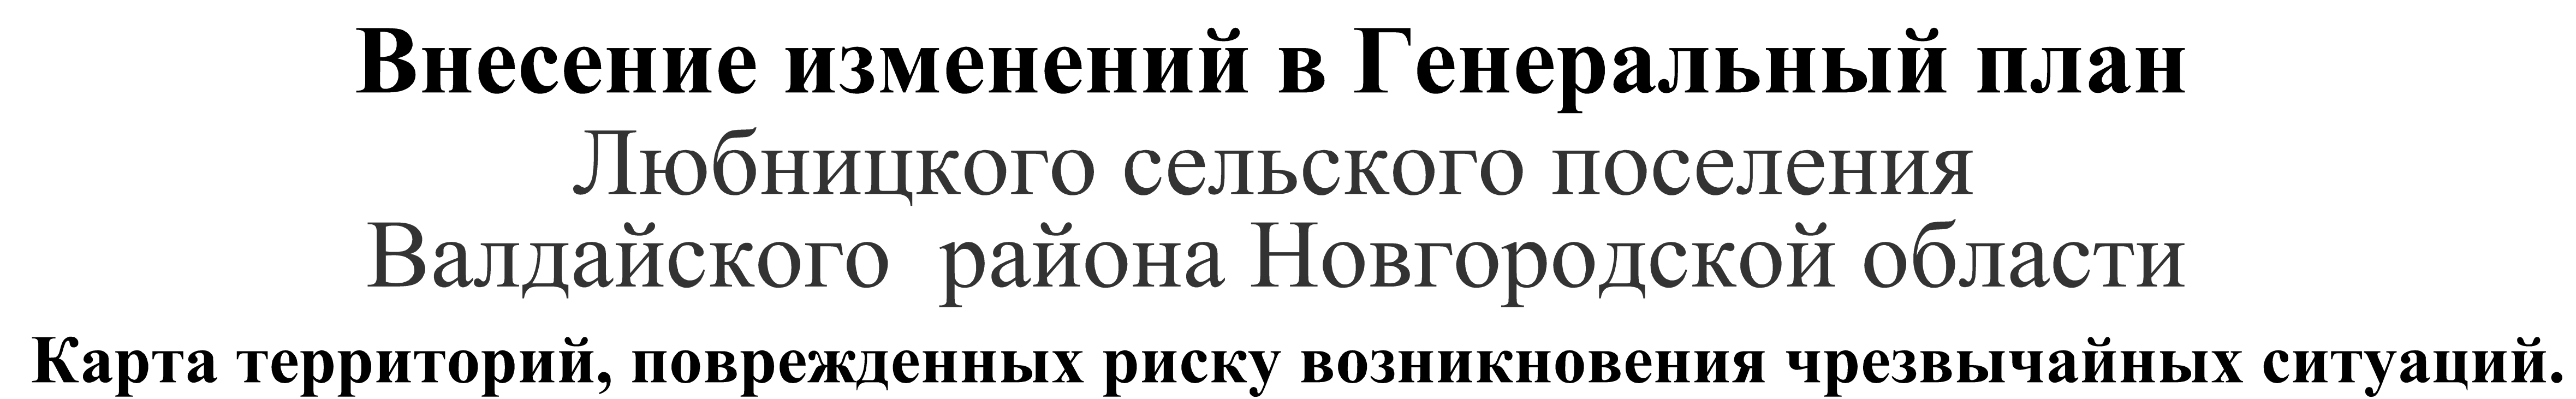 Внесение изменений в Генеральный план
Любницкого сельского поселения
Валдайского района Новгородской области
Карта территорий, поврежденных риску возникновения чрезвычайных ситуаций.